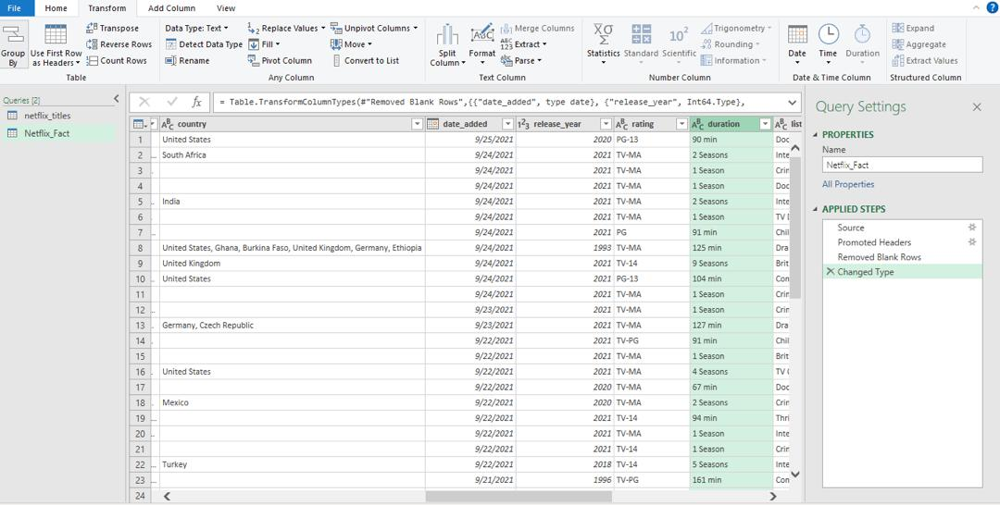 File Home Transform Add Column View
Group By
Use First Row as Headers
Transpose
Reverse Rows
Count Rows
Table
Data Type: Text
Detect Data Type
Rename
Replace Values
Fill
Pivot Column
Unpivot Columns
Move
Convert to List
Any Column
Split Column
Format
ABC
Merge Columns
ABC 123 Extract
abc Parse
Text Column
XΣσ
Statistics
Standard
10² Scientific
Trigonometry
Rounding
Information
Number Column
Date
Time
Duration
Date & Time Column
Expand
Aggregate
Extract Values
Structured Column
Queries [2]
netflix_titles
Netflix_Fact
fx = Table.TransformColumnTypes(#"Removed Blank Rows",{{"date_added", type date}, {"release_year", Int64.Type},
ABC country date_added 123 release_year ABC rating ABC duration ABC list
1 United States 9/25/2021 2020 PG-13 90 min Doc
2 South Africa 9/24/2021 2021 TV-MA 2 Seasons Inte
3 9/24/2021 2021 TV-MA 1 Season Crin
4 9/24/2021 2021 TV-MA 1 Season Doc
5 India 9/24/2021 2021 TV-MA 2 Seasons Inte
6 9/24/2021 2021 TV-MA 1 Season TV D
7 9/24/2021 2021 PG 91 min Chil
8 United States, Ghana, Burkina Faso, United Kingdom, Germany, Ethiopia 9/24/2021 1993 TV-MA 125 min Dra
9 United Kingdom 9/24/2021 2021 TV-14 9 Seasons Brit
10 United States 9/24/2021 2021 PG-13 104 min Con
11 9/24/2021 2021 TV-MA 1 Season Crin
12 9/23/2021 2021 TV-MA 1 Season Crin
13 Germany, Czech Republic 9/23/2021 2021 TV-MA 127 min Dra
14 9/22/2021 2021 TV-PG 91 min Chil
15 9/22/2021 2021 TV-MA 1 Season Brit
16 United States 9/22/2021 2021 TV-MA 4 Seasons TV C
17 9/22/2021 2020 TV-MA 67 min Doc
18 Mexico 9/22/2021 2020 TV-MA 2 Seasons Crin
19 9/22/2021 2021 TV-14 94 min Thri
20 9/22/2021 2021 TV-MA 1 Season Inte
21 9/22/2021 2021 TV-14 1 Season Crin
22 Turkey 9/22/2021 2018 TV-14 5 Seasons Inte
23 9/21/2021 1996 TV-PG 161 min Con
24
Query Settings
PROPERTIES
Name
Netflix_Fact
All Properties
APPLIED STEPS
Source
Promoted Headers
Removed Blank Rows
Changed Type